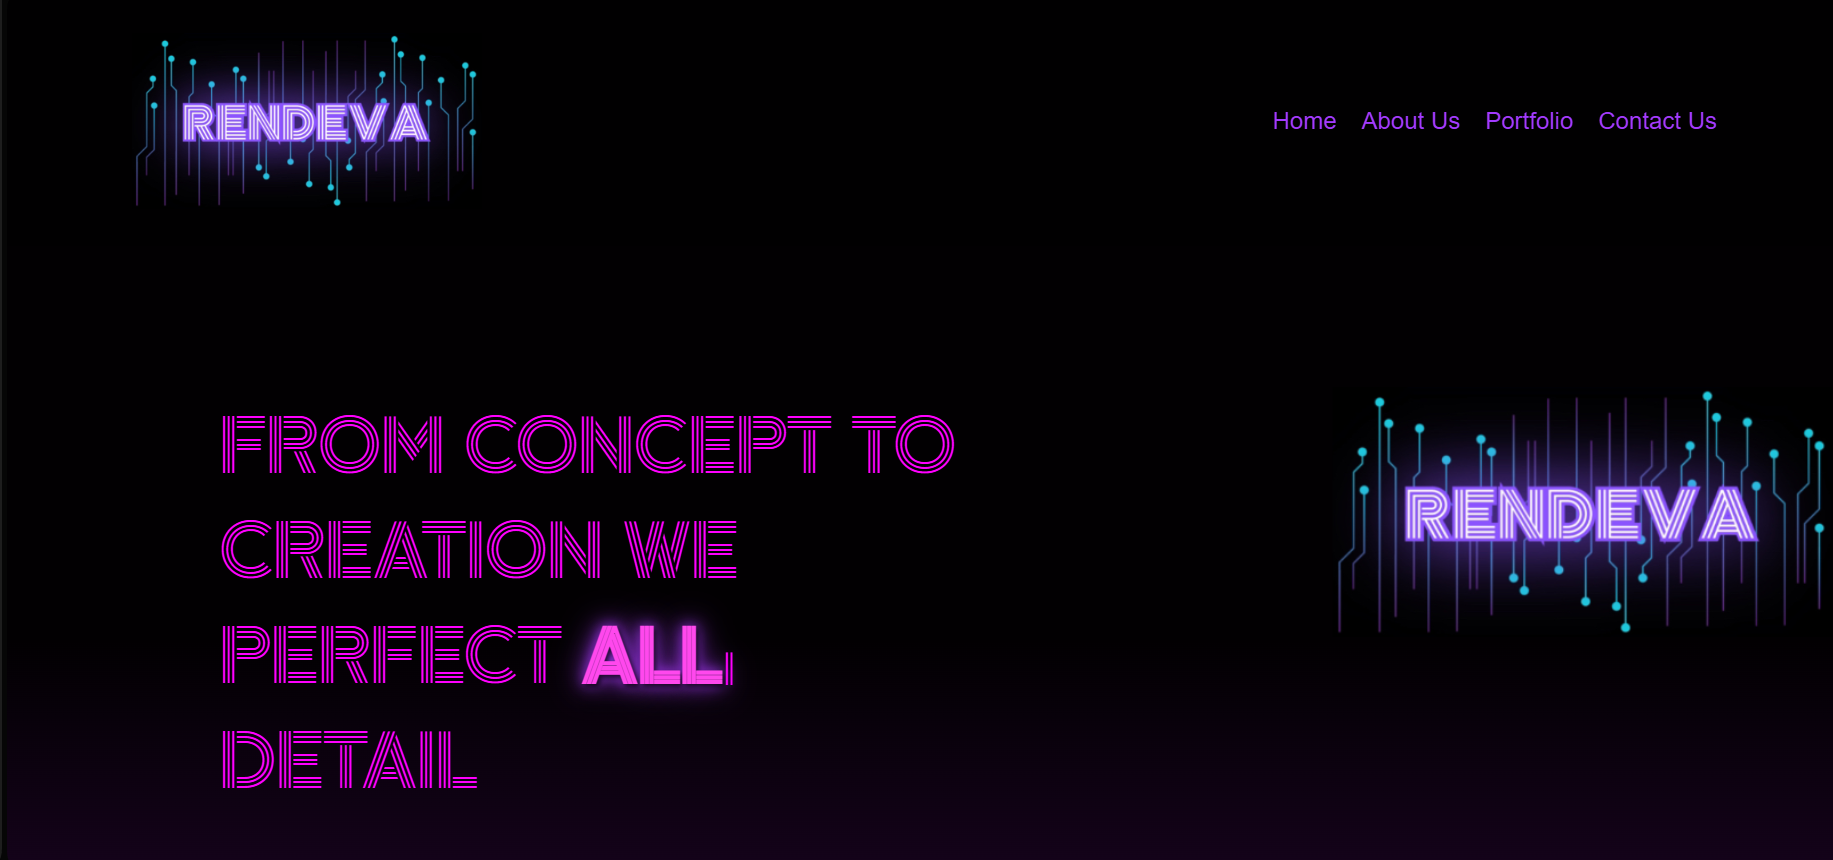 RENDEVA
Home About Us Portfolio Contact Us
FROM CONCEPT TO
CREATION WE
PERFECT ALL
DETAIL
RENDEVA